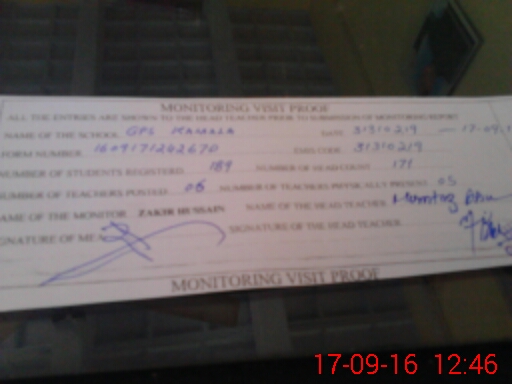 MONITORING VISIT PROOF
ALL THE ENTRIES ARE SHOWN TO THE HEAD TEACHER PRIOR TO SUBMISSION OF MONITORING REPORT
NAME OF THE SCHOOL GPS KAMALA DATE 17-09-
FORM NUMBER EMIS CODE 31310219
NUMBER OF STUDENTS REGISTERED 189 NUMBER OF HEAD COUNT 171
NUMBER OF TEACHERS POSTED 06 NUMBER OF TEACHERS PHYSICALLY PRESENT 05
NAME OF THE MONITOR ZAKIR HUSSAIN NAME OF THE HEAD TEACHER Mumtaz
SIGNATURE OF MEA SIGNATURE OF THE HEAD TEACHER
MONITORING VISIT PROOF
17-09-16 12:46